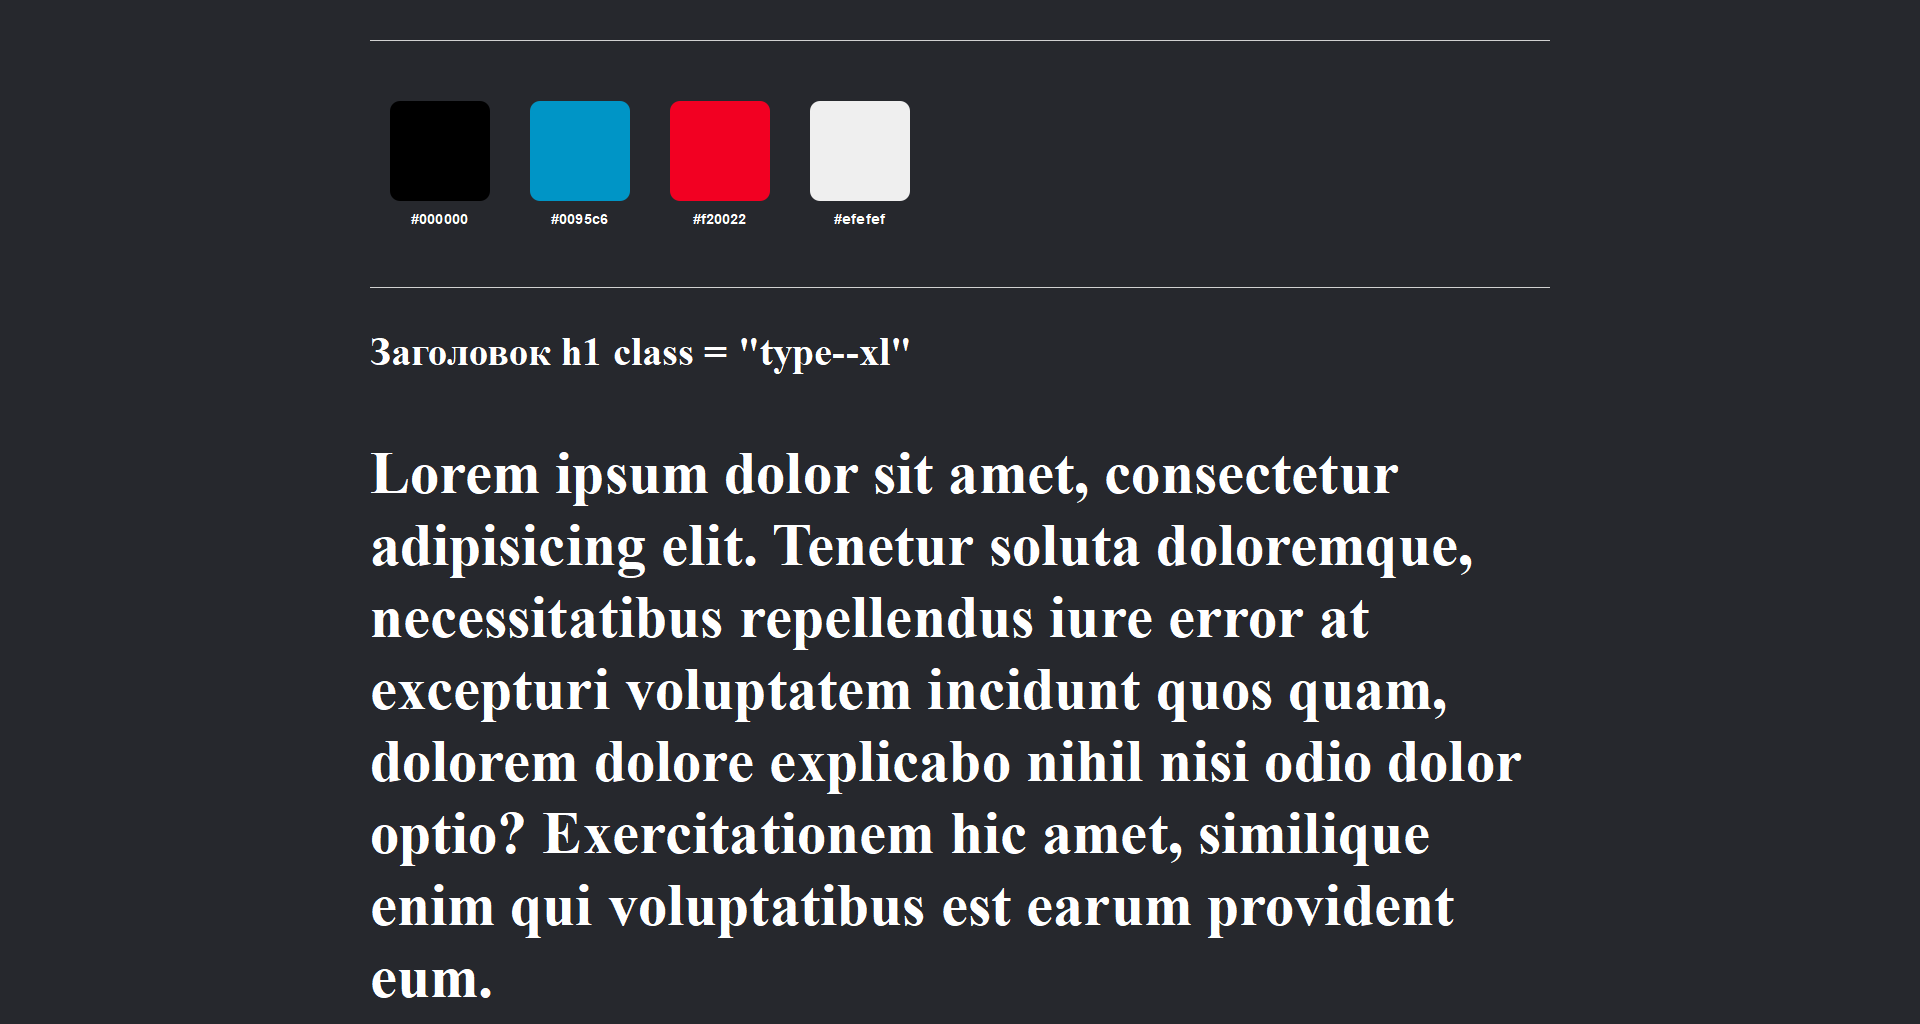 #000000 #0095c6 #f20022 #efefef
Заголовок h1 class = "type--xl"
Lorem ipsum dolor sit amet, consectetur
adipisicing elit. Tenetur soluta doloremque,
necessitatibus repellendus iure error at
excepturi voluptatem incidunt quos quam,
dolorem dolore explicabo nihil nisi odio dolor
optio? Exercitationem hic amet, similique
enim qui voluptatibus est earum provident
eum.